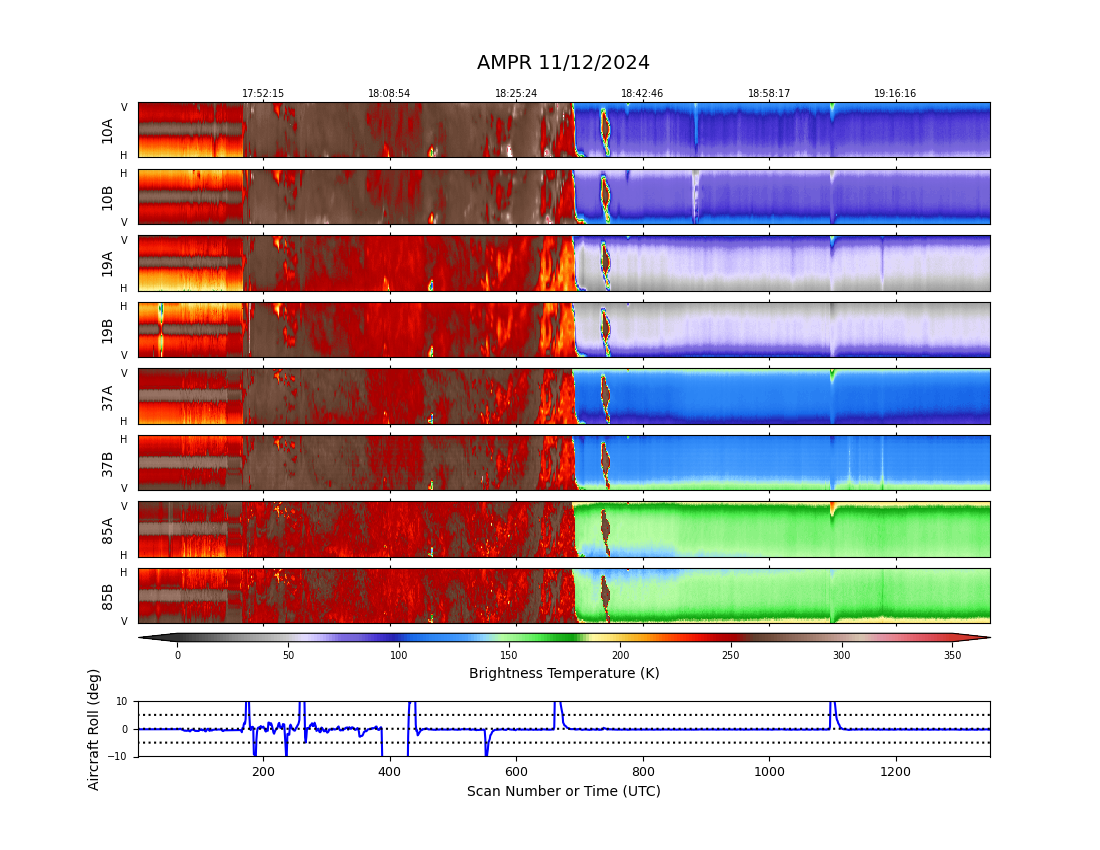 AMPR 11/12/2024
17:52:15 18:08:54 18:25:24 18:42:46 18:58:17 19:16:16
V
10A
H
H
10B
V
V
19A
H
H
19B
V
V
37A
H
H
37B
V
V
85A
H
H
85B
V
0 50 100 150 200 250 300 350
Brightness Temperature (K)
Aircraft Roll (deg)
10
0
−10
200 400 600 800 1000 1200
Scan Number or Time (UTC)